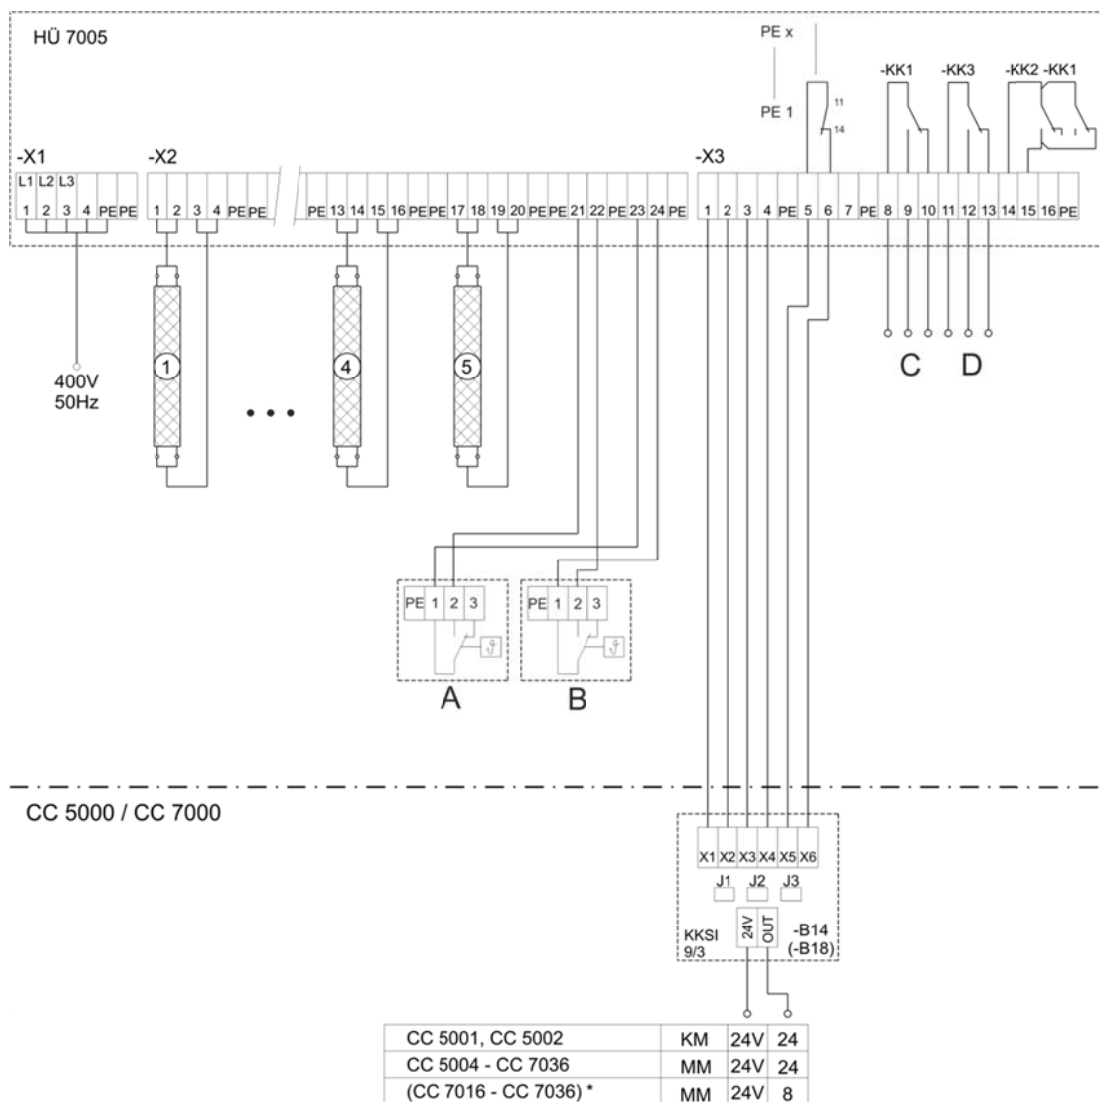 HÜ 7005
PE x
-KK1 -KK3 -KK2 -KK1
PE 1
11
14
-X1 -X2 -X3
L1 L2 L3
1 2 3 4 PE PE 1 2 3 4 PE PE PE 13 14 15 16 PE PE 17 18 19 20 PE PE 21 22 PE 23 24 PE 1 2 3 4 PE 5 6 7 PE 8 9 10 11 12 13 14 15 16 PE
C D
1 4 5
400V
50Hz
PE 1 2 3 PE 1 2 3
ϑ ϑ
A B
CC 5000 / CC 7000
X1 X2 X3 X4 X5 X6
J1 J2 J3
24V OUT
KKSI
9/3
-B14
(-B18)
CC 5001, CC 5002 KM 24V 24
CC 5004 - CC 7036 MM 24V 24
(CC 7016 - CC 7036) * MM 24V 8